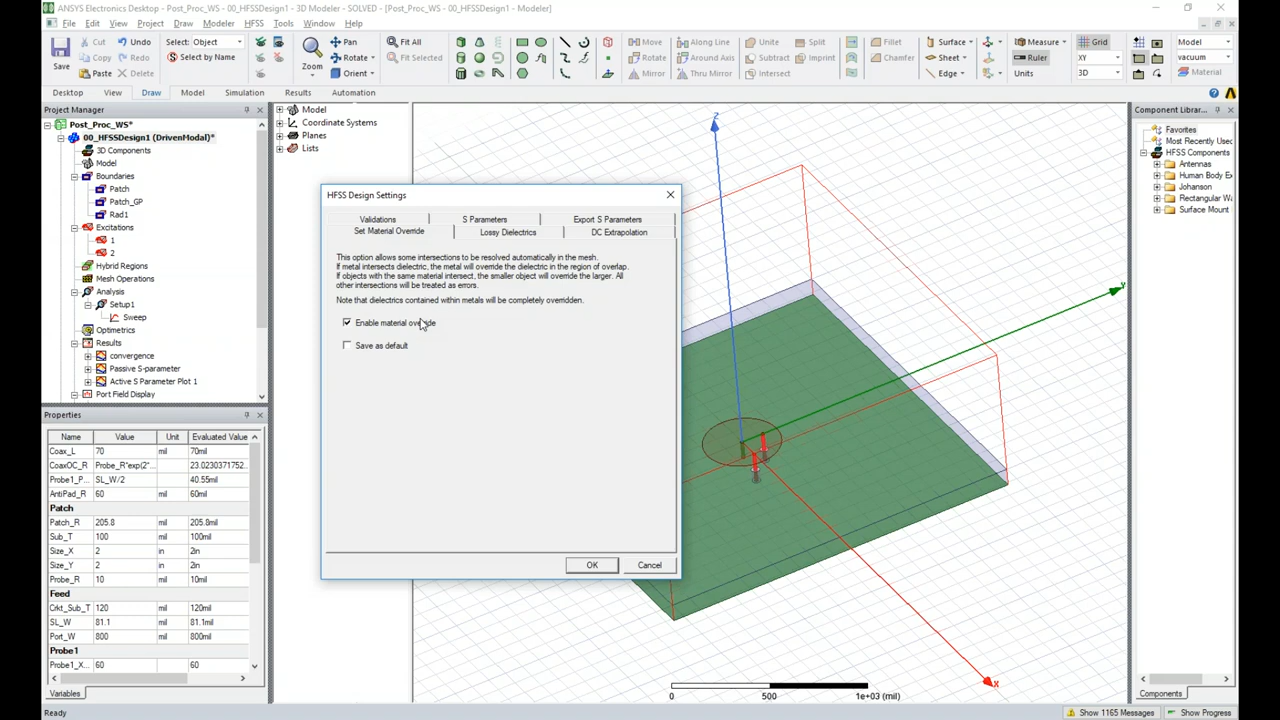 ANSYS Electronics Desktop - Post_Proc_WS - 00_HFSSDesign1 - 3D Modeler - SOLVED - [Post_Proc_WS - 00_HFSSDesign1 - Modeler]
File Edit View Project Draw Modeler HFSS Tools Window Help
Save
Cut Undo
Copy Redo
Paste Delete
Select: Object
Select by Name
Zoom
Pan
Rotate
Orient
Fit All
Fit Selected
Move Along Line
Rotate Around Axis
Mirror Thru Mirror
Unite Split
Subtract Imprint
Intersect
Fillet
Chamfer
Surface
Sheet
Edge
Measure
Ruler
Units
Grid
XY
3D
Model
vacuum
Material
Desktop View Draw Model Simulation Results Automation
Project Manager
Post_Proc_WS*
00_HFSSDesign1 (DrivenModal)*
3D Components
Model
Boundaries
Patch
Patch_GP
Rad1
Excitations
1
2
Hybrid Regions
Mesh Operations
Analysis
Setup1
Sweep
Optimetrics
Results
convergence
Passive S-parameter
Active S Parameter Plot 1
Port Field Display
Model
Coordinate Systems
Planes
Lists
HFSS Design Settings
Validations S Parameters Export S Parameters
Set Material Override Lossy Dielectrics DC Extrapolation
This option allows some intersections to be resolved automatically in the mesh.
If metal intersects dielectric, the metal will override the dielectric in the region of overlap.
If objects with the same material intersect, the smaller object will override the larger. All
other intersections will be treated as errors.
Note that dielectrics contained within metals will be completely overridden.
Enable material override
Save as default
OK Cancel
Z
Y
X
0 500 1e+03 (mil)
Component Librar...
Favorites
Most Recently Used
HFSS Components
Antennas
Human Body Ex
Johanson
Rectangular Wa
Surface Mount
Components
Properties
Name Value Unit Evaluated Value
Coax_L 70 mil 70mil
CoaxOC_R Probe_R*exp(2*... 23.0230371752...
Probe1_P... SL_W/2 40.55mil
AntiPad_R 60 mil 60mil
Patch
Patch_R 205.8 mil 205.8mil
Sub_T 100 mil 100mil
Size_X 2 in 2in
Size_Y 2 in 2in
Probe_R 10 mil 10mil
Feed
Crkt_Sub_T 120 mil 120mil
SL_W 81.1 mil 81.1mil
Port_W 800 mil 800mil
Probe1
Probe1_X... 60 60
Variables
Ready
Show 1165 Messages Show Progress